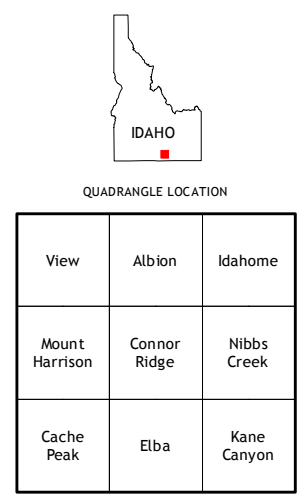 IDAHO
QUADRANGLE LOCATION
View
Albion
Idahome
Mount
Harrison
Connor
Ridge
Nibbs
Creek
Cache
Peak
Elba
Kane
Canyon